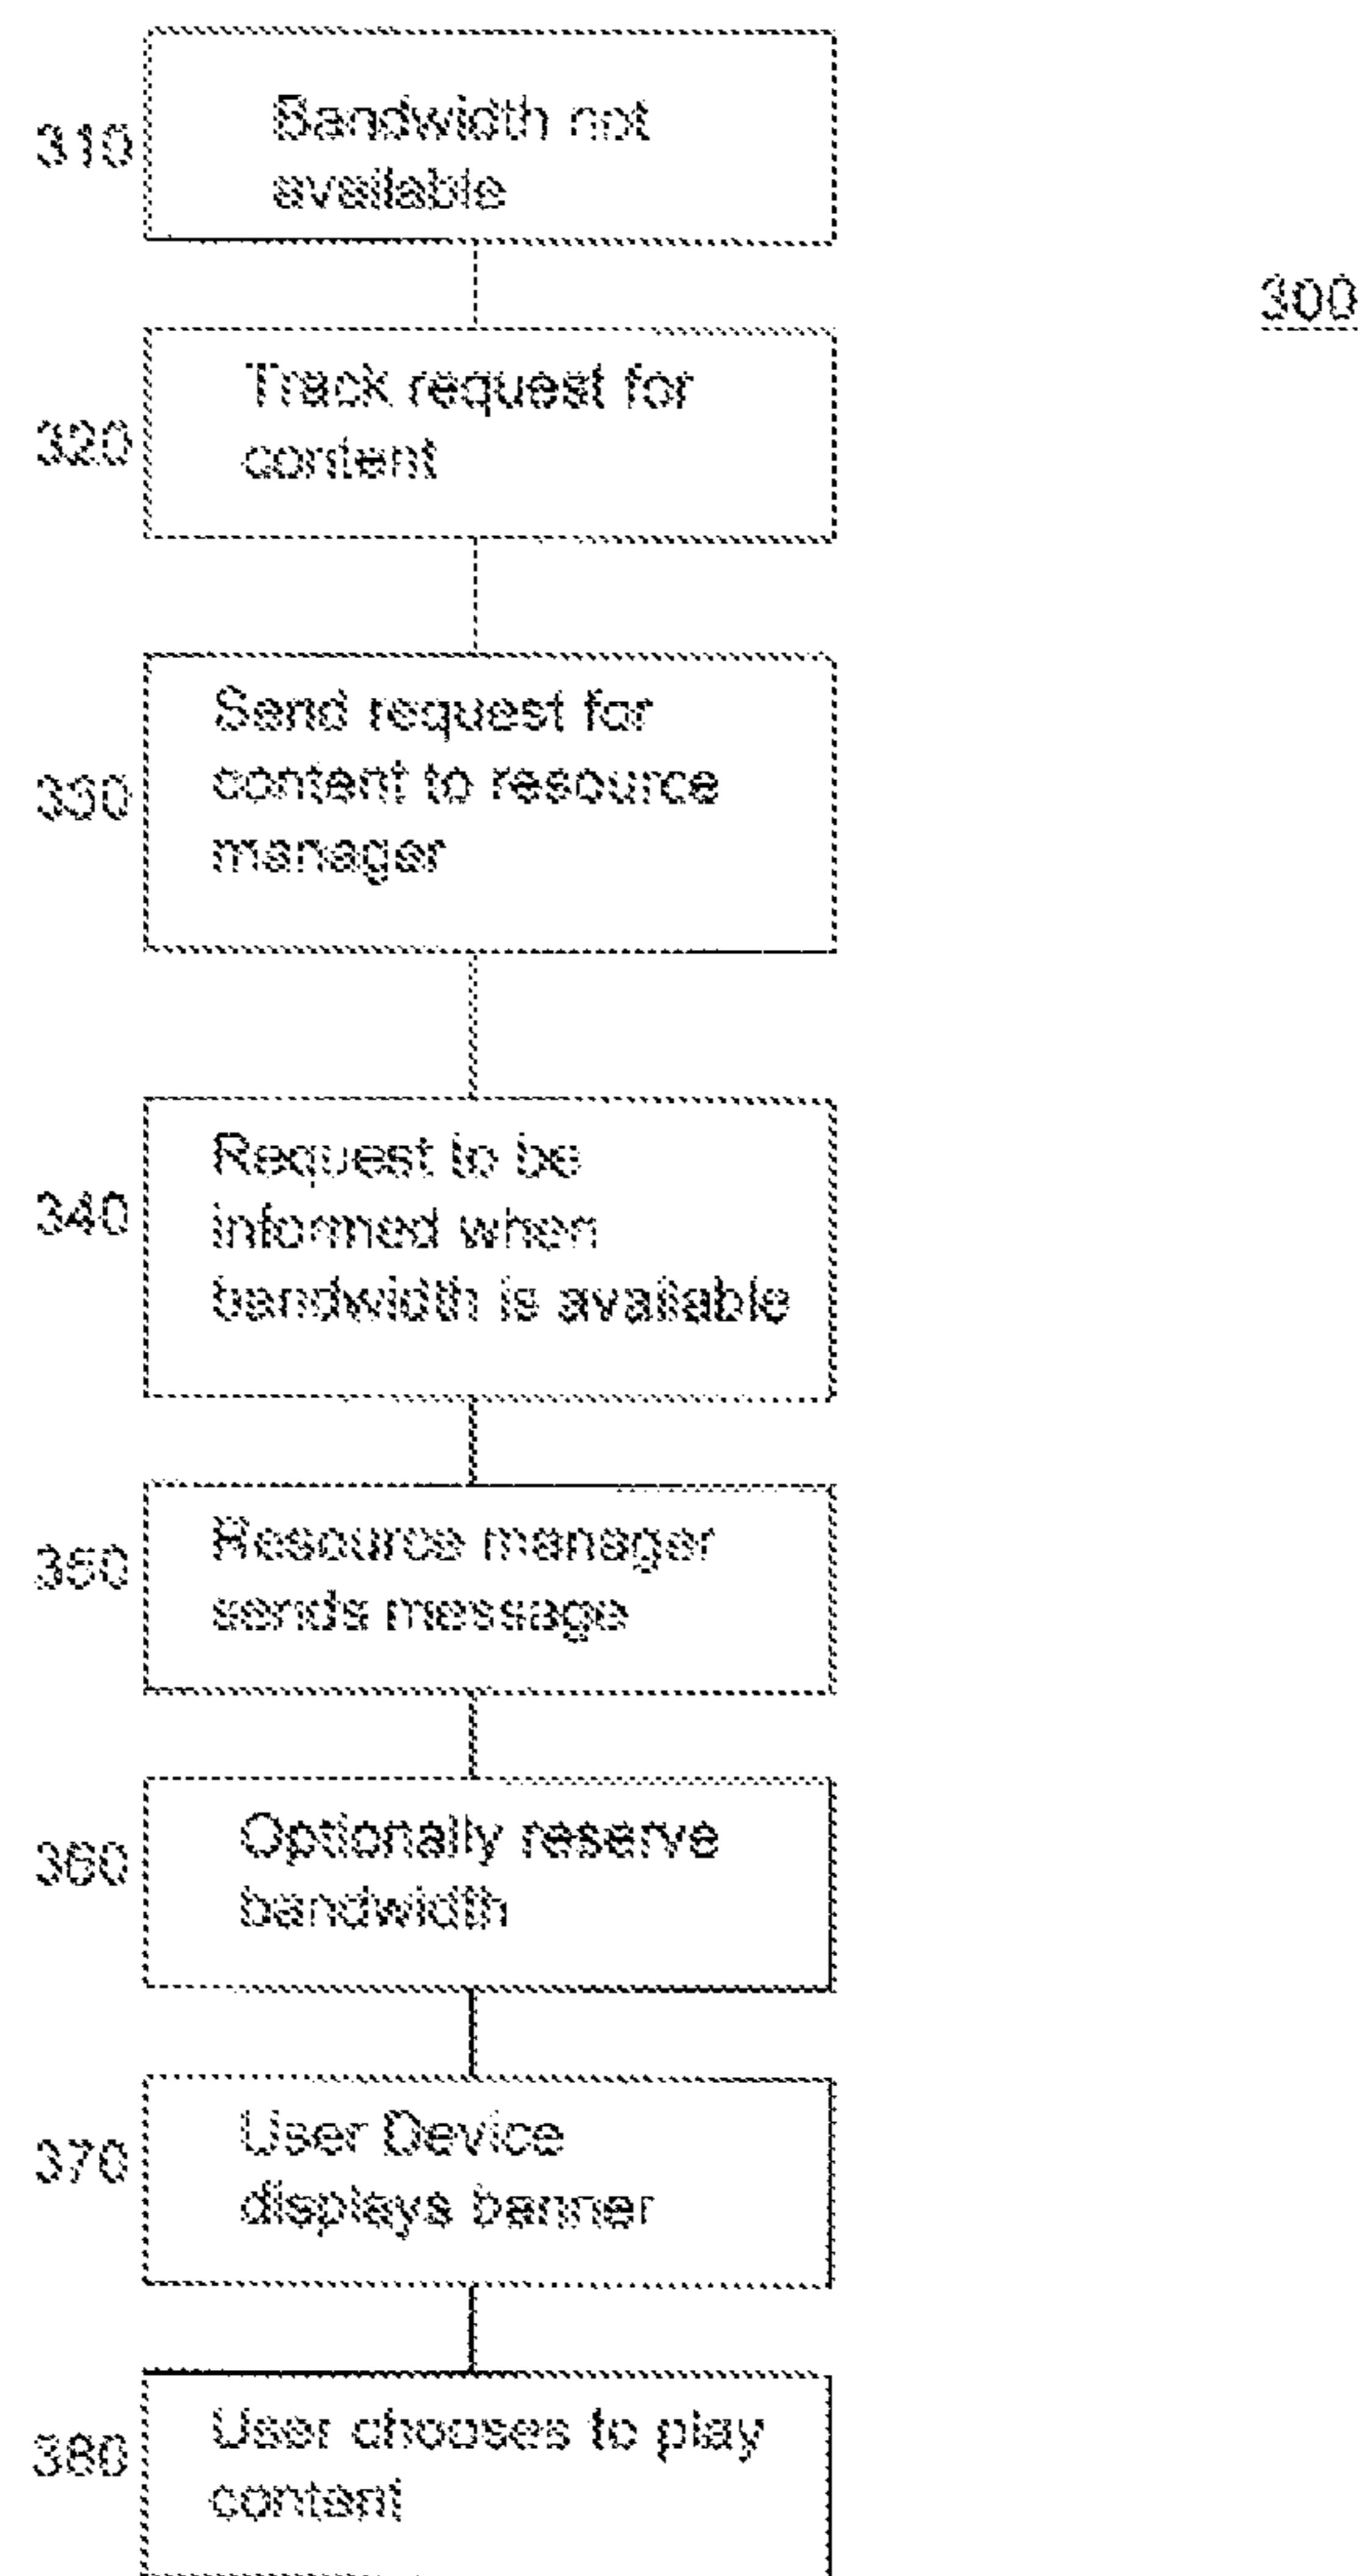 310
Bandwidth not
available
300
320
Track request for
content
330
Send request for
content to resource
manager
340
Request to be
informed when
bandwidth is available
350
Resource manager
sends message
360
Optionally reserve
bandwidth
370
User Device
displays banner
380
User chooses to play
content